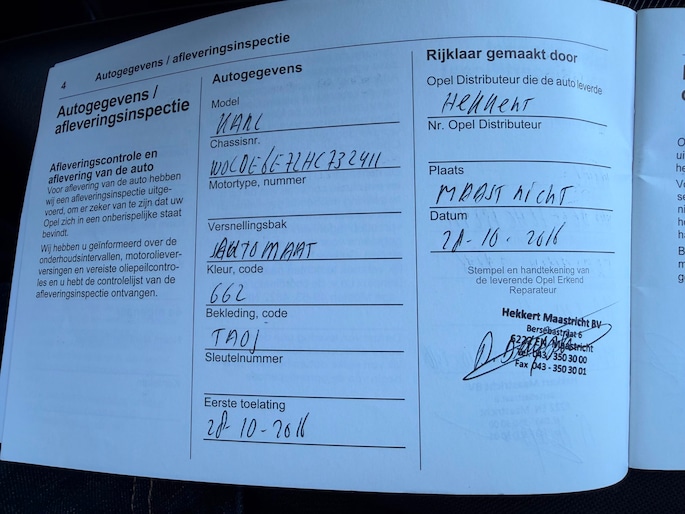 4
Autogegevens / afleveringsinspectie
Autogegevens /
afleveringsinspectie
Afleveringscontrole en
aflevering van de auto
Voor aflevering van de auto hebben
wij een afleveringsinspectie uitge-
voerd, om er zeker van te zijn dat uw
Opel zich in een onberispelijke staat
bevindt.
Wij hebben u geïnformeerd over de
onderhoudsintervallen, motorolie­ver-
versingen en vereiste oliepeilcontro-
les en u hebt de controlelijst van de
afleveringsinspectie ontvangen.
Autogegevens
Model
KARL
Chassisnr.
Motortype, nummer
Versnellingsbak
AUTOMAAT
Kleur, code
662
Bekleding, code
Sleutelnummer
Eerste toelating
28-10-2016
Rijklaar gemaakt door
Opel Distributeur die de auto leverde
Hekkert
Nr. Opel Distributeur
Plaats
MAASTRICHT
Datum
28-10-2016
Stempel en handtekening van
de leverende Opel Erkend
Reparateur
Hekkert Maastricht BV
Bersebastraat 6
Maastricht
Tel 043 - 350 30 00
Fax 043 - 350 30 01